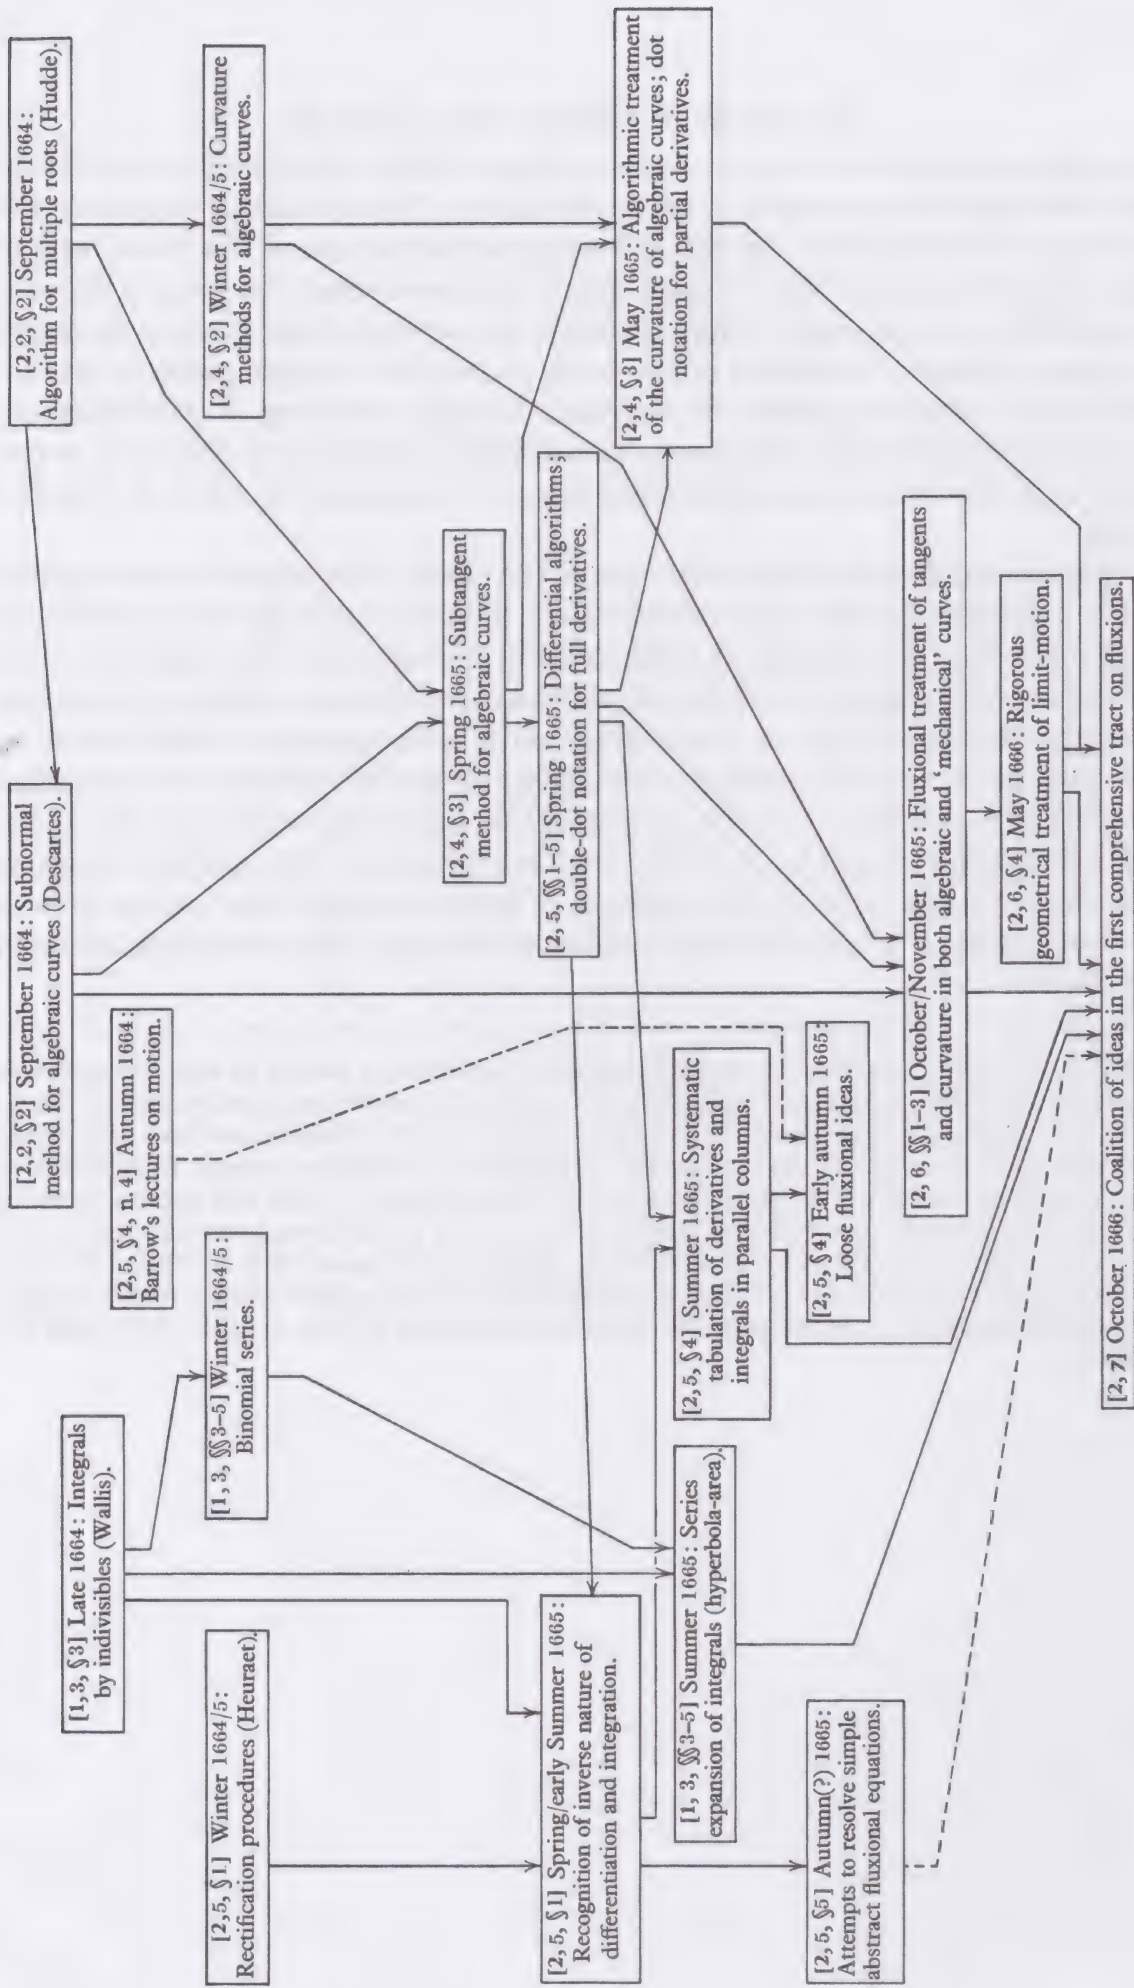 [2,2, §2] September 1664:
Algorithm for multiple roots (Hudde).
[2,2, §2] September 1664: Subnormal
method for algebraic curves (Descartes).
[1,3, §3] Late 1664: Integrals
by indivisibles (Wallis).
[2,5, §4, n. 4] Autumn 1664:
Barrow's lectures on motion.
[2,4, §2] Winter 1664/5: Curvature
methods for algebraic curves.
[1,3, §§3–5] Winter 1664/5:
Binomial series.
[2,5, §1] Winter 1664/5:
Rectification procedures (Heuraet).
[2,4, §3] Spring 1665: Subtangent
method for algebraic curves.
[2, 5, §§1–5] Spring 1665: Differential algorithms;
double-dot notation for full derivatives.
[2, 5, §1] Spring/early Summer 1665:
Recognition of inverse nature of
differentiation and integration.
[2,4, §3] May 1665: Algorithmic treatment
of the curvature of algebraic curves; dot
notation for partial derivatives.
[2,5, §4] Summer 1665: Systematic
tabulation of derivatives and
integrals in parallel columns.
[1, 3, §§3–5] Summer 1665: Series
expansion of integrals (hyperbola-area).
[2,5, §4] Early autumn 1665:
Loose fluxional ideas.
[2, 5, §5] Autumn(?) 1665:
Attempts to resolve simple
abstract fluxional equations.
[2, 6, §§1–3] October/November 1665: Fluxional treatment of tangents
and curvature in both algebraic and 'mechanical' curves.
[2, 6, §4] May 1666: Rigorous
geometrical treatment of limit-motion.
[2, 7] October 1666: Coalition of ideas in the first comprehensive tract on fluxions.